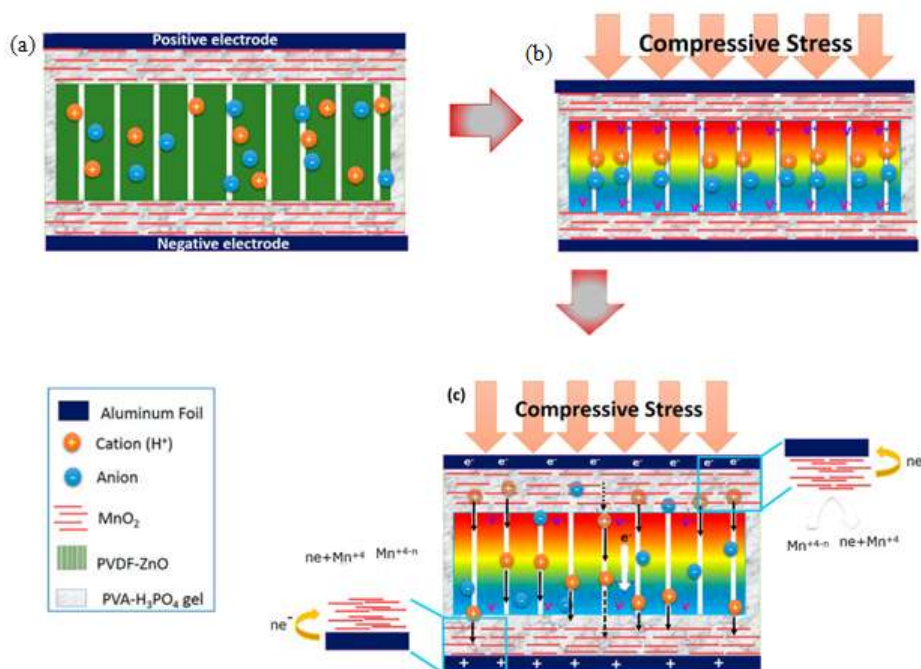 (a)
Positive electrode
Negative electrode
(b)
Compressive Stress
(c)
Compressive Stress
e⁻ e⁻ e⁻ e⁻ e⁻ e⁻ e⁻ e⁻
e⁻
+ + + + + + +
ne⁻
Mn⁺⁴⁻ⁿ ne+Mn⁺⁴
ne+Mn⁺⁴ Mn⁺⁴⁻ⁿ
ne⁻
Aluminum Foil
Cation (H⁺)
Anion
MnO₂
PVDF-ZnO
PVA-H₃PO₄ gel